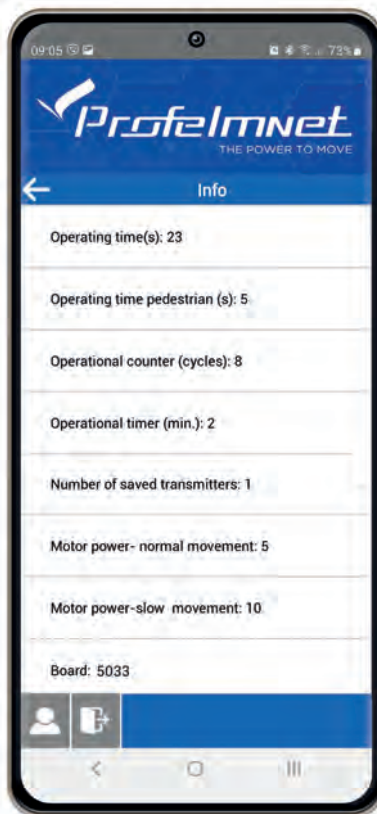 09:05
73%
Profelmnet
THE POWER TO MOVE
Info
Operating time(s): 23
Operating time pedestrian (s): 5
Operational counter (cycles): 8
Operational timer (min.): 2
Number of saved transmitters: 1
Motor power- normal movement: 5
Motor power-slow movement: 10
Board: 5033